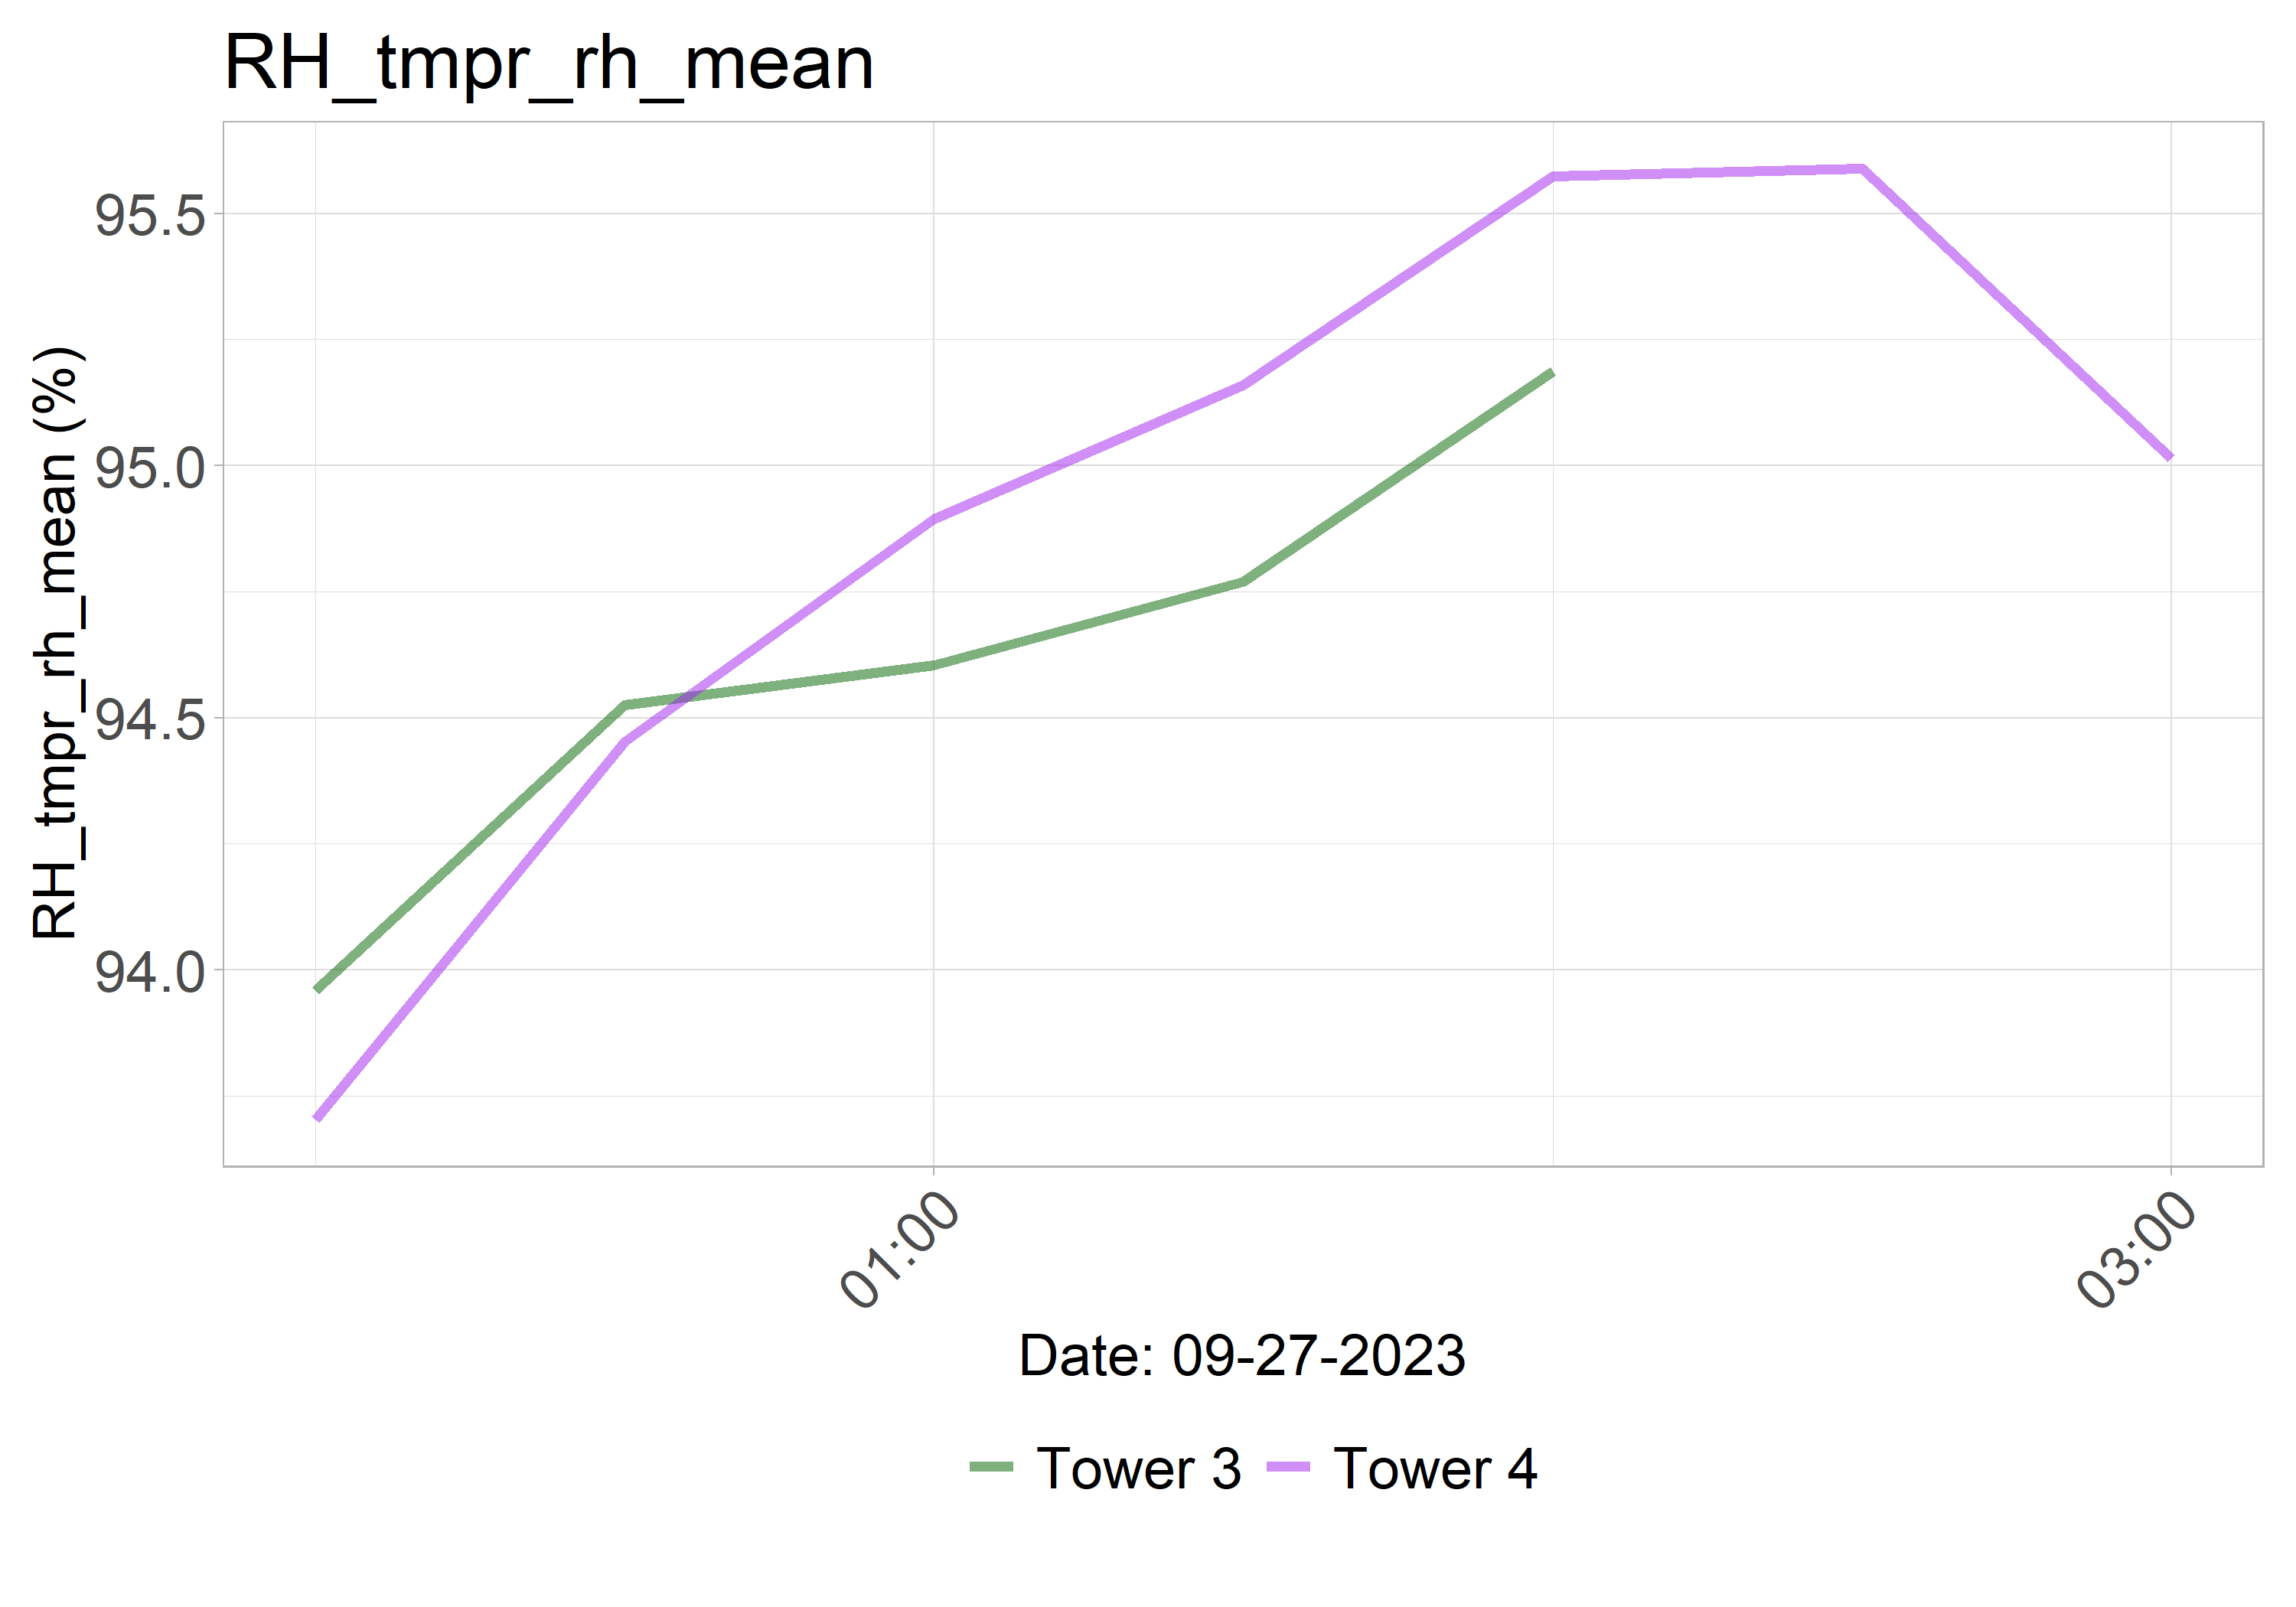 RH_tmpr_rh_mean
RH_tmpr_rh_mean (%)
95.5
95.0
94.5
94.0
01:00
03:00
Date: 09-27-2023
Tower 3
Tower 4